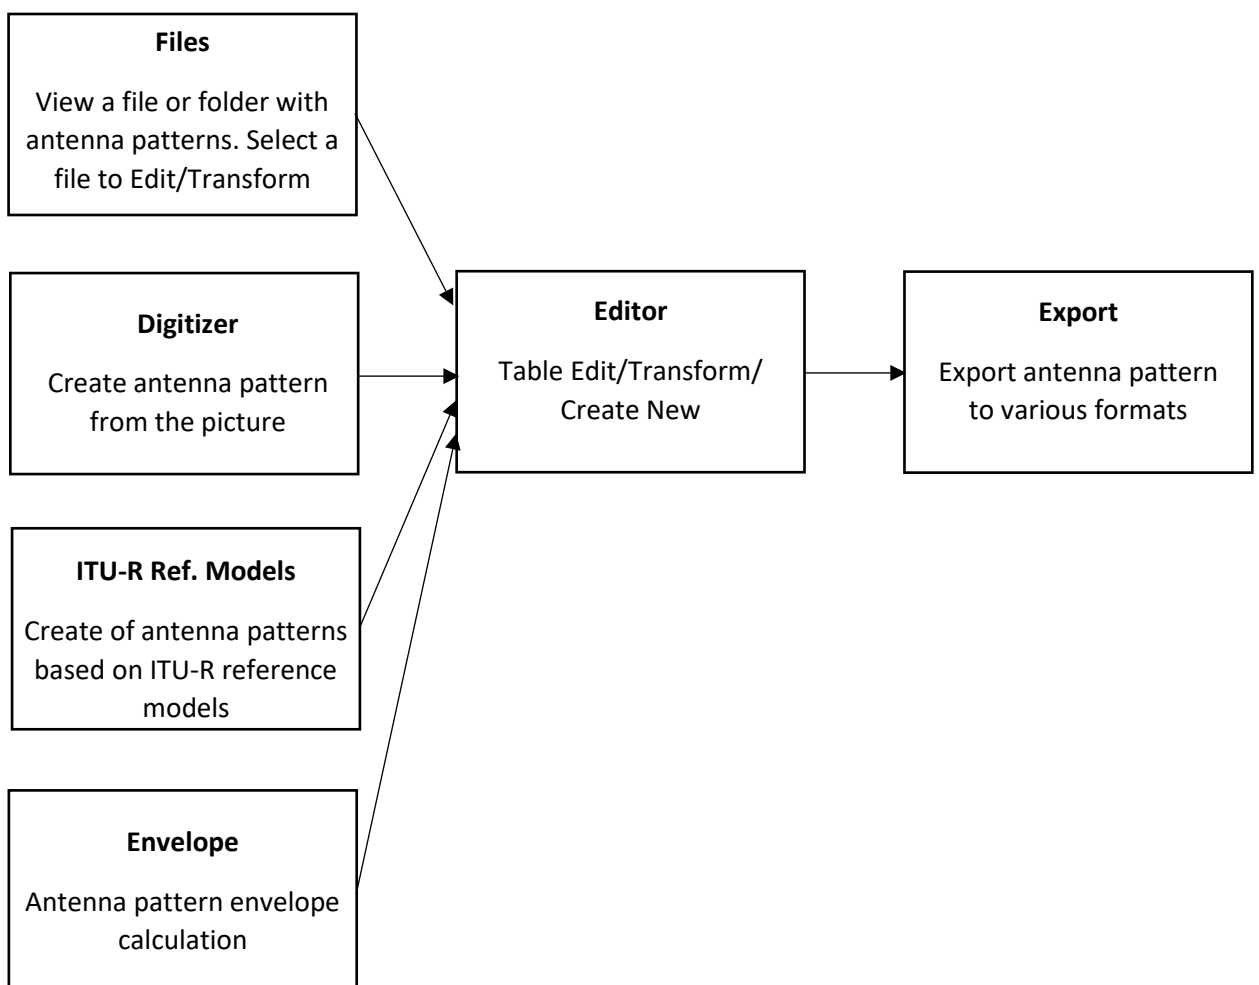 Files
View a file or folder with
antenna patterns. Select a
file to Edit/Transform
Digitizer
Create antenna pattern
from the picture
ITU-R Ref. Models
Create of antenna patterns
based on ITU-R reference
models
Envelope
Antenna pattern envelope
calculation
Editor
Table Edit/Transform/
Create New
Export
Export antenna pattern
to various formats